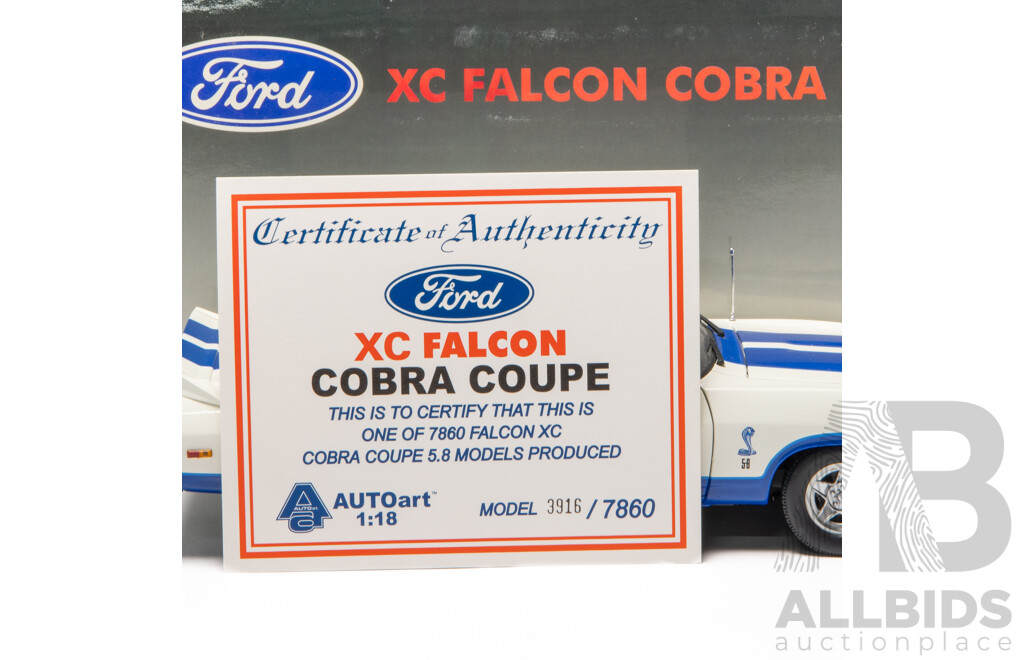 Ford XC FALCON COBRA
Certificate of Authenticity
Ford
XC FALCON
COBRA COUPE
THIS IS TO CERTIFY THAT THIS IS
ONE OF 7860 FALCON XC
COBRA COUPE 5.8 MODELS PRODUCED
AUTOart
AUTOart™
1:18
MODEL 3916 / 7860
5.8
AB
ALLBIDS
auctionplace